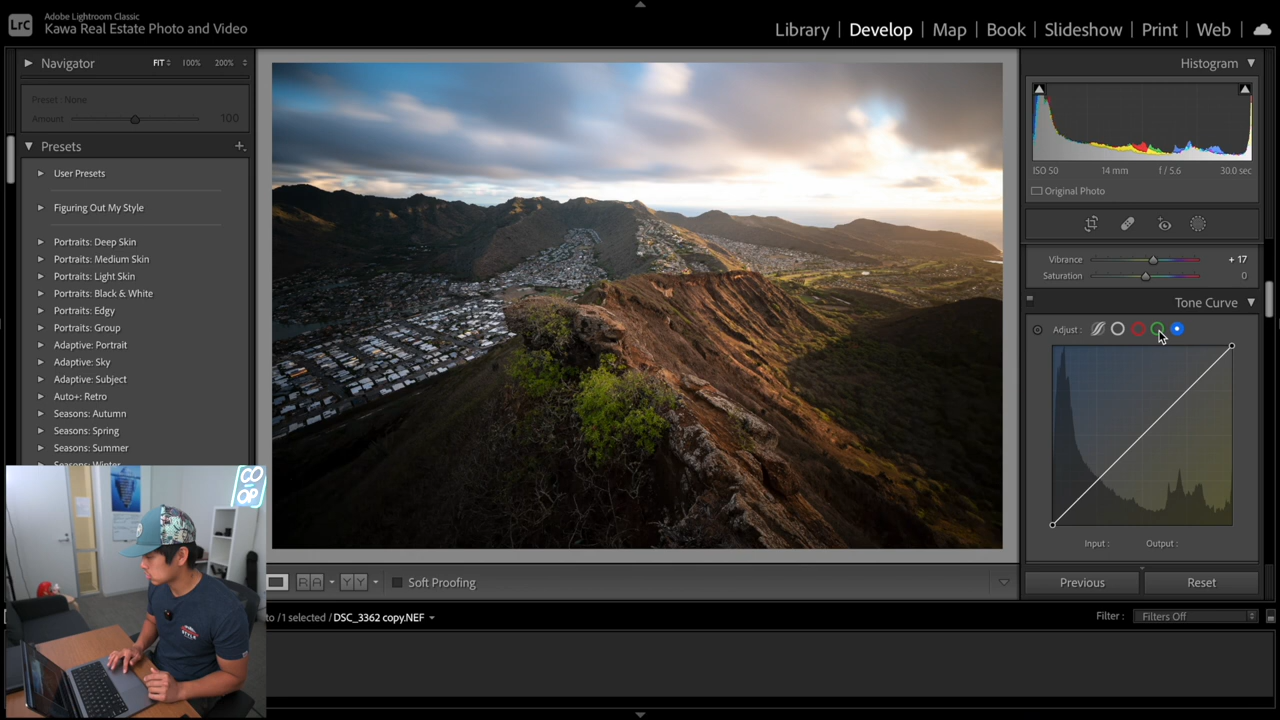 LrC
Adobe Lightroom Classic
Kawa Real Estate Photo and Video
Library | Develop | Map | Book | Slideshow | Print | Web
Navigator FIT 100% 200%
Preset : None
Amount 100
Presets
User Presets
Figuring Out My Style
Portraits: Deep Skin
Portraits: Medium Skin
Portraits: Light Skin
Portraits: Black & White
Portraits: Edgy
Portraits: Group
Adaptive: Portrait
Adaptive: Sky
Adaptive: Subject
Auto+: Retro
Seasons: Autumn
Seasons: Spring
Seasons: Summer
Seasons: Winter
CO
OP
Histogram
ISO 50 14 mm f / 5.6 30.0 sec
Original Photo
Vibrance + 17
Saturation 0
Tone Curve
Adjust :
Input : Output :
Previous Reset
R A Y Y Soft Proofing
to / 1 selected / DSC_3362 copy.NEF
Filter : Filters Off